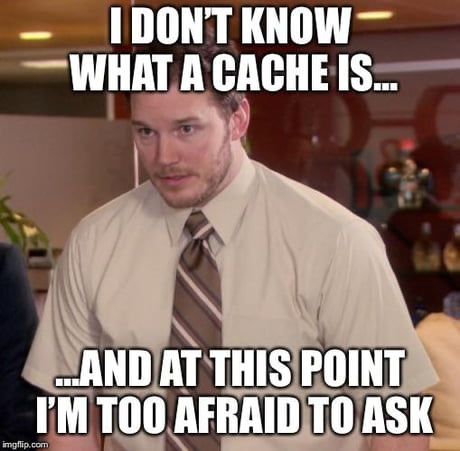 I DON'T KNOW
WHAT A CACHE IS...
...AND AT THIS POINT
I'M TOO AFRAID TO ASK
imgflip.com